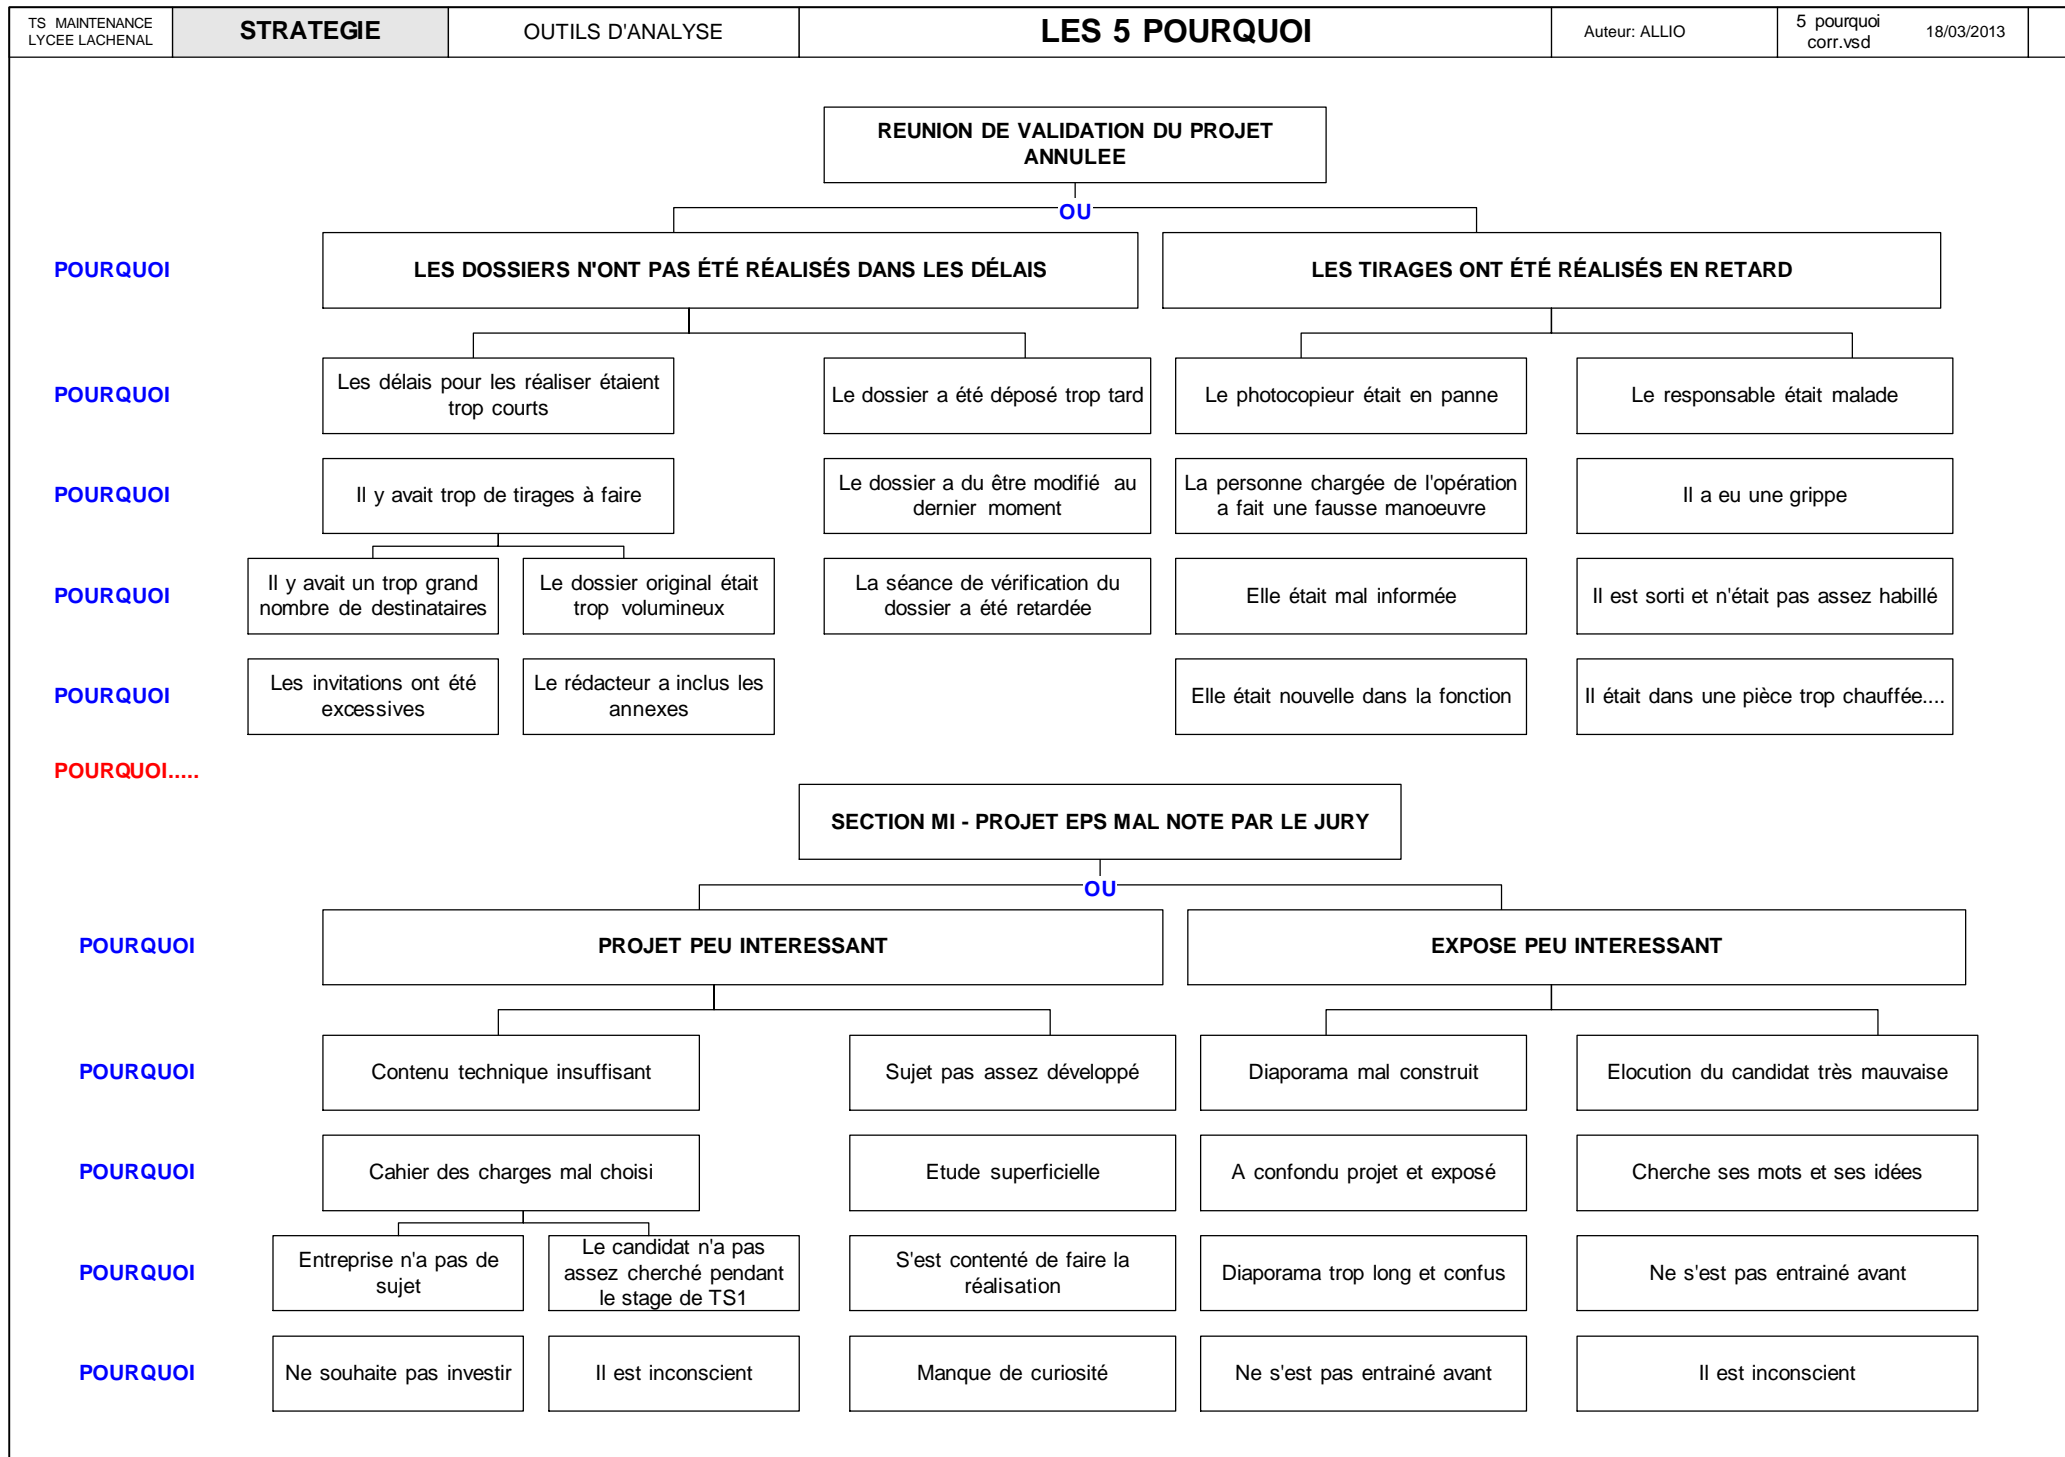 TS MAINTENANCE
LYCEE LACHENAL
STRATEGIE
OUTILS D'ANALYSE
LES 5 POURQUOI
Auteur: ALLIO
5 pourquoi
corr.vsd
18/03/2013
REUNION DE VALIDATION DU PROJET
ANNULEE
OU
POURQUOI
LES DOSSIERS N'ONT PAS ÉTÉ RÉALISÉS DANS LES DÉLAIS
LES TIRAGES ONT ÉTÉ RÉALISÉS EN RETARD
POURQUOI
Les délais pour les réaliser étaient
trop courts
Le dossier a été déposé trop tard
Le photocopieur était en panne
Le responsable était malade
POURQUOI
Il y avait trop de tirages à faire
Le dossier a du être modifié au
dernier moment
La personne chargée de l'opération
a fait une fausse manoeuvre
Il a eu une grippe
POURQUOI
Il y avait un trop grand
nombre de destinataires
Le dossier original était
trop volumineux
La séance de vérification du
dossier a été retardée
Elle était mal informée
Il est sorti et n'était pas assez habillé
POURQUOI
Les invitations ont été
excessives
Le rédacteur a inclus les
annexes
Elle était nouvelle dans la fonction
Il était dans une pièce trop chauffée....
POURQUOI.....
SECTION MI - PROJET EPS MAL NOTE PAR LE JURY
OU
POURQUOI
PROJET PEU INTERESSANT
EXPOSE PEU INTERESSANT
POURQUOI
Contenu technique insuffisant
Sujet pas assez développé
Diaporama mal construit
Elocution du candidat très mauvaise
POURQUOI
Cahier des charges mal choisi
Etude superficielle
A confondu projet et exposé
Cherche ses mots et ses idées
POURQUOI
Entreprise n'a pas de
sujet
Le candidat n'a pas
assez cherché pendant
le stage de TS1
S'est contenté de faire la
réalisation
Diaporama trop long et confus
Ne s'est pas entrainé avant
POURQUOI
Ne souhaite pas investir
Il est inconscient
Manque de curiosité
Ne s'est pas entrainé avant
Il est inconscient